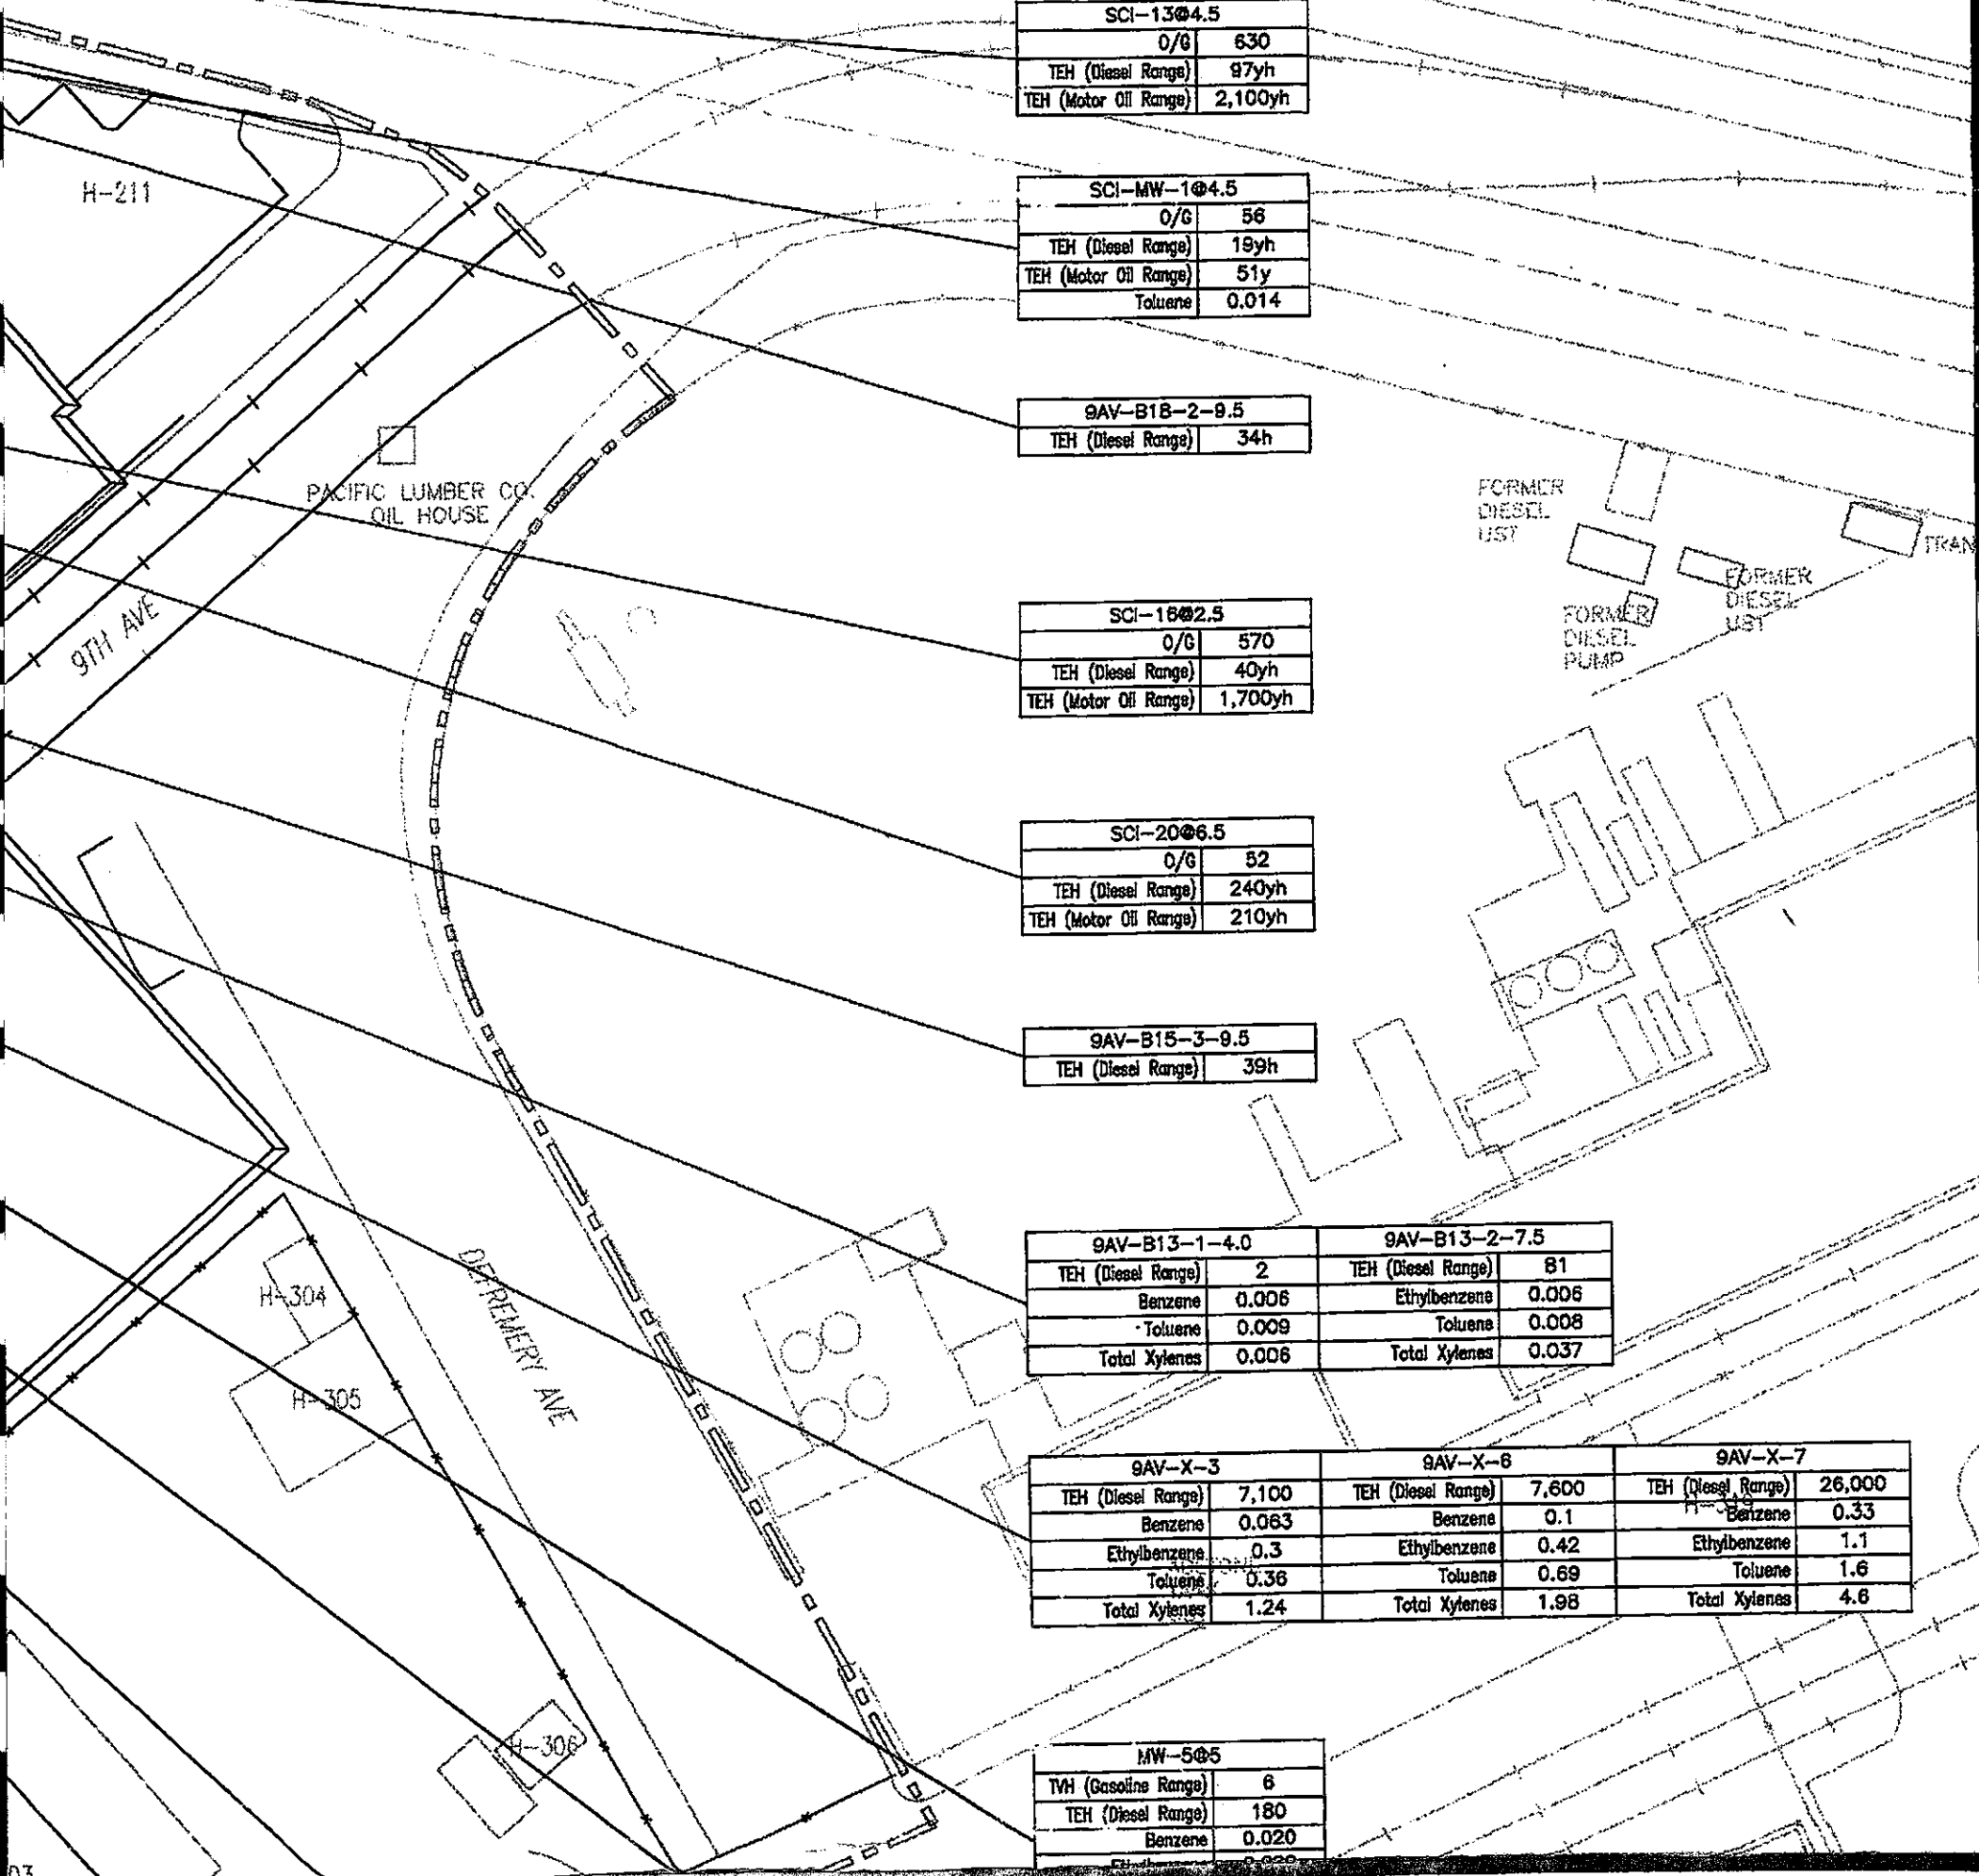 SCI-13@4.5
O/G 630
TEH (Diesel Range) 97yh
TEH (Motor Oil Range) 2,100yh
H-211
SCI-MW-1@4.5
O/G 56
TEH (Diesel Range) 19yh
TEH (Motor Oil Range) 51y
Toluene 0.014
9AV-B18-2-9.5
TEH (Diesel Range) 34h
PACIFIC LUMBER CO.
OIL HOUSE
FORMER
DIESEL
UST
TRAN
FORMER
DIESEL
UST
FORMER
DIESEL
PUMP
9TH AVE
SCI-16@2.5
O/G 570
TEH (Diesel Range) 40yh
TEH (Motor Oil Range) 1,700yh
SCI-20@6.5
O/G 52
TEH (Diesel Range) 240yh
TEH (Motor Oil Range) 210yh
9AV-B15-3-9.5
TEH (Diesel Range) 39h
9AV-B13-1-4.0 9AV-B13-2-7.5
TEH (Diesel Range) 2 TEH (Diesel Range) 81
Benzene 0.006 Ethylbenzene 0.006
Toluene 0.009 Toluene 0.008
Total Xylenes 0.006 Total Xylenes 0.037
H-304
DEFREMERY AVE
H-305
9AV-X-3 9AV-X-6 9AV-X-7
TEH (Diesel Range) 7,100 TEH (Diesel Range) 7,600 TEH (Diesel Range) 26,000
Benzene 0.063 Benzene 0.1 Benzene 0.33
Ethylbenzene 0.3 Ethylbenzene 0.42 Ethylbenzene 1.1
Toluene 0.36 Toluene 0.69 Toluene 1.6
Total Xylenes 1.24 Total Xylenes 1.98 Total Xylenes 4.6
H-306
MW-5@5
TVH (Gasoline Range) 6
TEH (Diesel Range) 180
Benzene 0.020
03